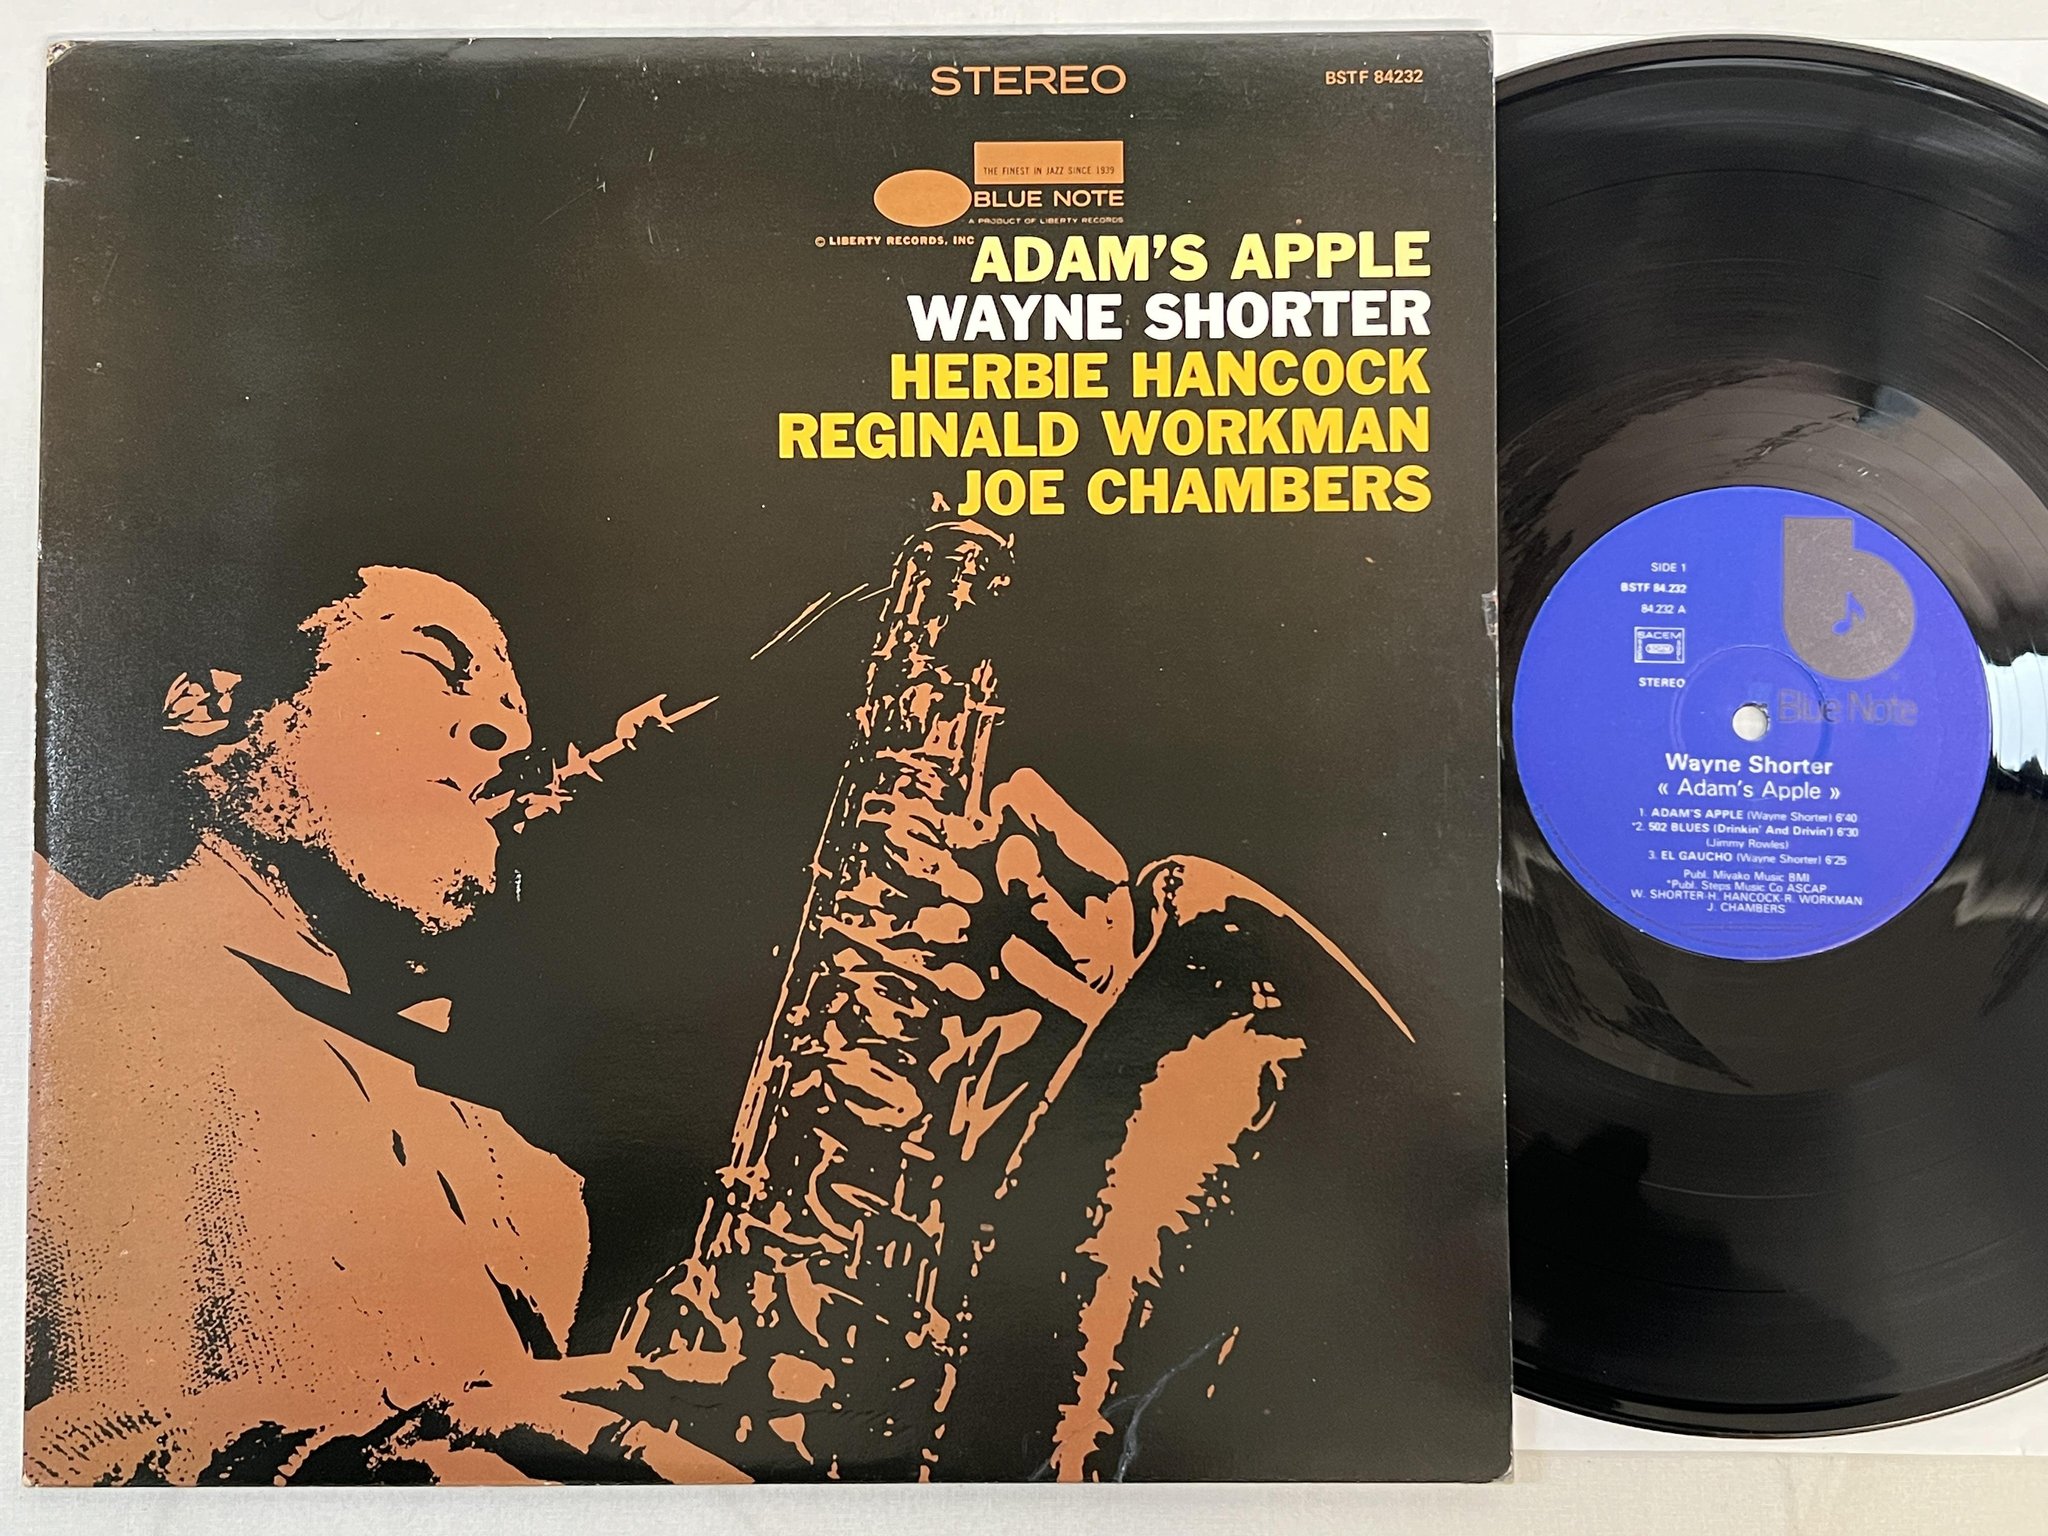 STEREO
BSTF 84232
THE FINEST IN JAZZ SINCE 1939
BLUE NOTE
A PRODUCT OF LIBERTY RECORDS
© LIBERTY RECORDS, INC
ADAM'S APPLE
WAYNE SHORTER
HERBIE HANCOCK
REGINALD WORKMAN
JOE CHAMBERS
SIDE 1
BSTF 84.232
84.232 A
SACEM
STEREO
Blue Note
Wayne Shorter
« Adam's Apple »
1. ADAM'S APPLE (Wayne Shorter) 6'40
*2. 502 BLUES (Drinkin' And Drivin') 6'30
(Jimmy Rowles)
3. EL GAUCHO (Wayne Shorter) 6'25
Publ. Miyako Music BMI
*Publ. Steps Music Co ASCAP
W. SHORTER-H. HANCOCK-R. WORKMAN
J. CHAMBERS